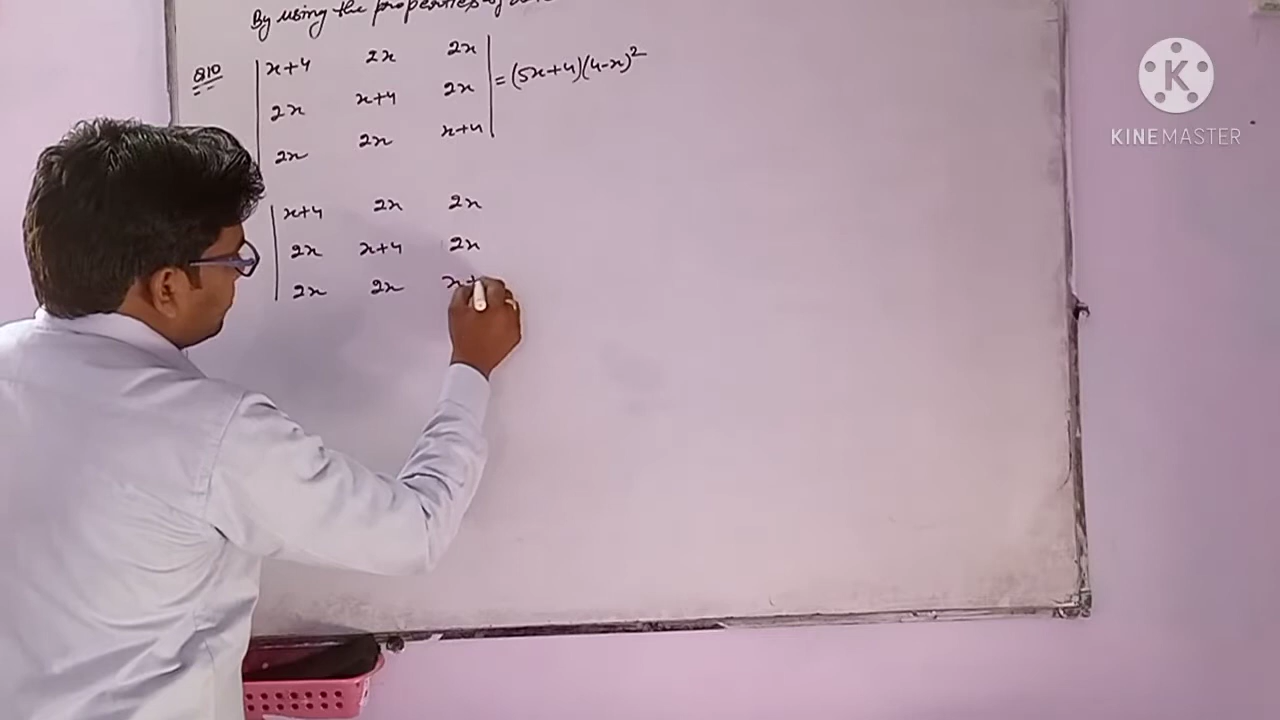 By using the properties of
Q10
x+4 2x 2x
2x x+4 2x = (5x+4)(4-x)²
2x 2x x+4
x+4 2x 2x
2x x+4 2x
2x 2x x+
K
KINEMASTER